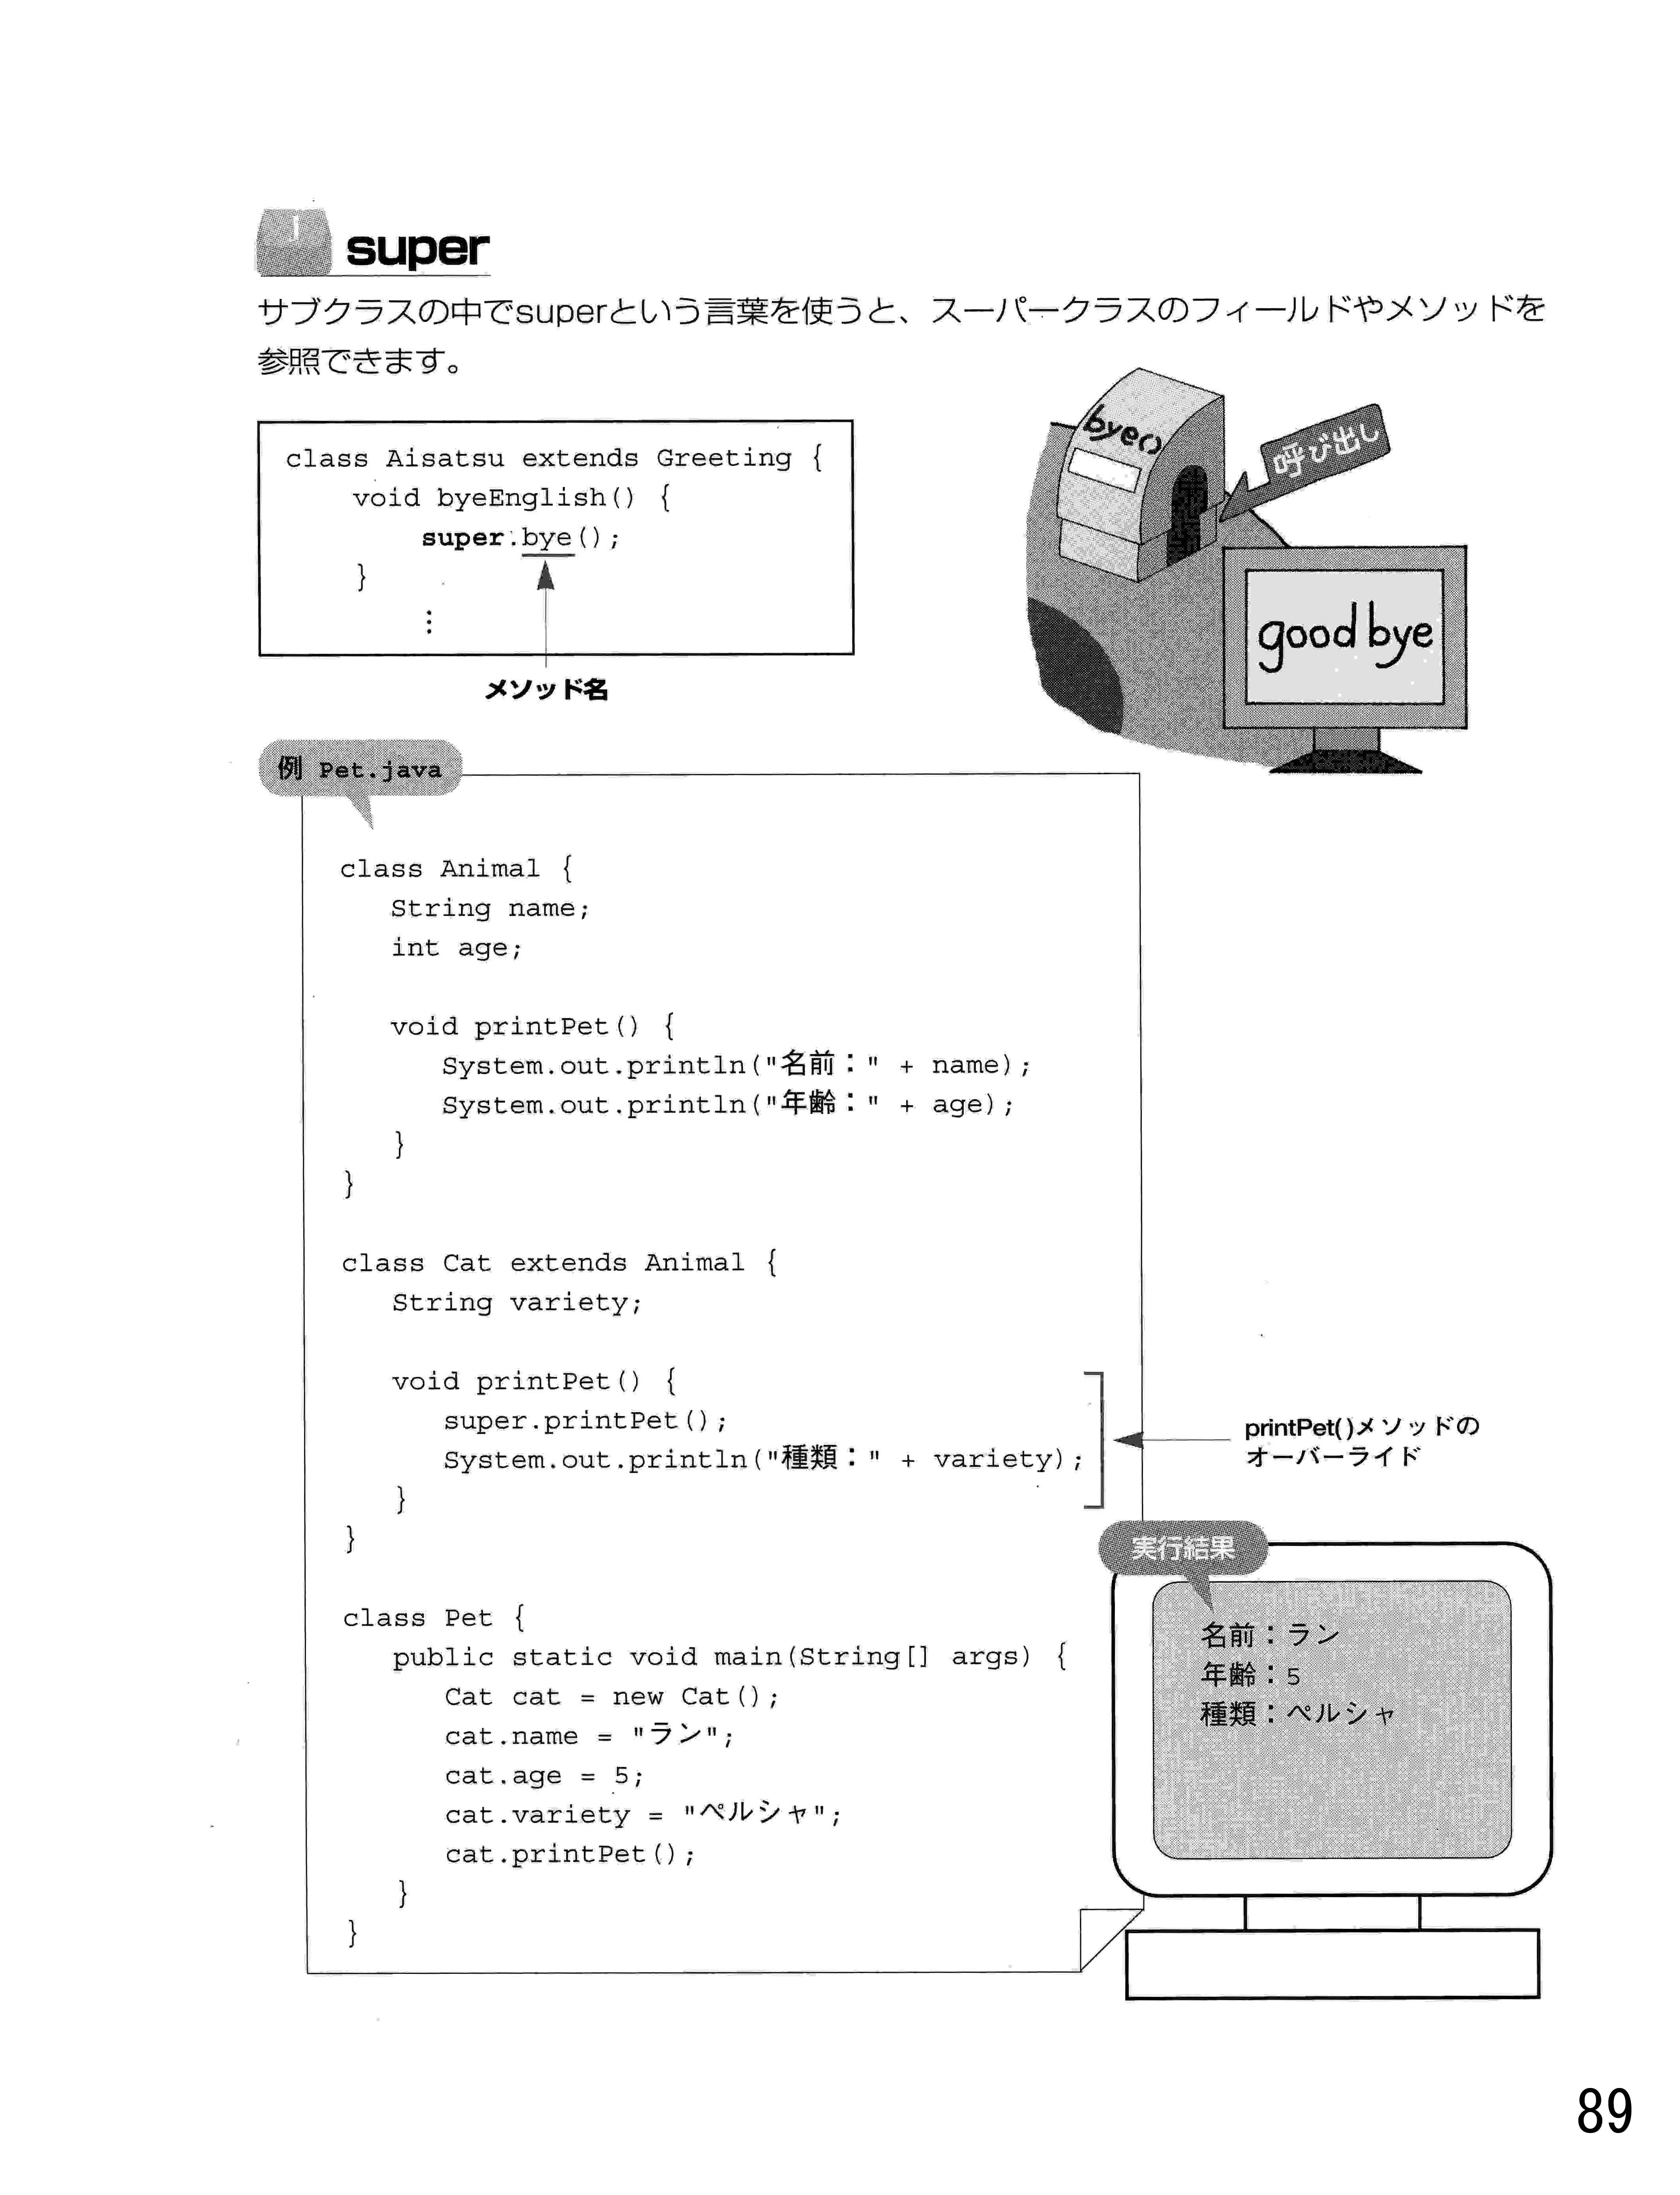 super
サブクラスの中でsuperという言葉を使うと、スーパークラスのフィールドやメソッドを
参照できます。
class Aisatsu extends Greeting {
void byeEnglish() {
super.bye();
}
⋮
メソッド名
bye()
呼び出し
good bye
例 Pet.java
class Animal {
String name;
int age;
void printPet() {
System.out.println("名前：" + name);
System.out.println("年齢：" + age);
}
}
class Cat extends Animal {
String variety;
void printPet() {
super.printPet();
System.out.println("種類：" + variety);
}
}
printPet()メソッドの
オーバーライド
class Pet {
public static void main(String[] args) {
Cat cat = new Cat();
cat.name = "ラン";
cat.age = 5;
cat.variety = "ペルシャ";
cat.printPet();
}
}
実行結果
名前：ラン
年齢：5
種類：ペルシャ
89